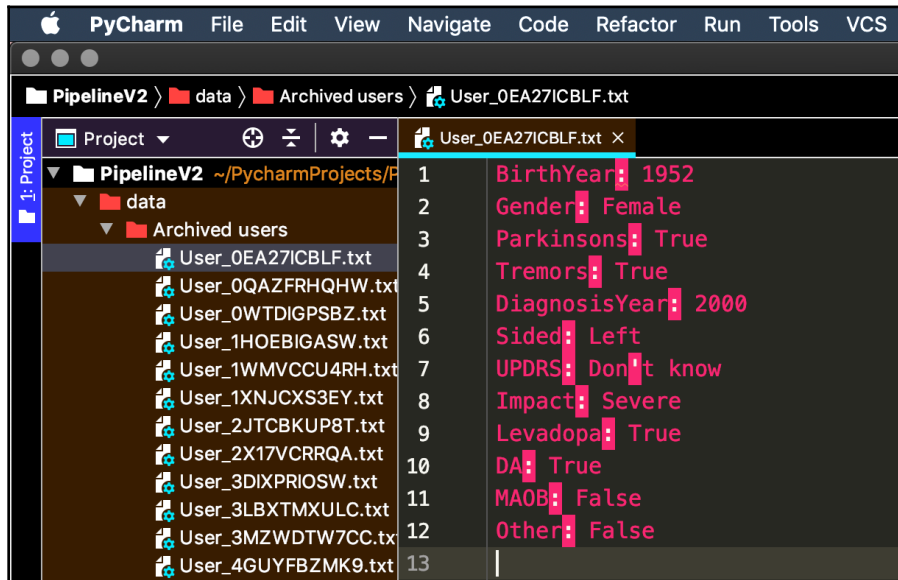 PyCharm File Edit View Navigate Code Refactor Run Tools VCS
PipelineV2 〉 data 〉 Archived users 〉 User_0EA27ICBLF.txt
1: Project
Project
User_0EA27ICBLF.txt ×
PipelineV2 ~/PycharmProjects/P
data
Archived users
User_0EA27ICBLF.txt
User_0QAZFRHQHW.txt
User_0WTDIGPSBZ.txt
User_1HOEBIGASW.txt
User_1WMVCCU4RH.txt
User_1XNJCXS3EY.txt
User_2JTCBKUP8T.txt
User_2X17VCRRQA.txt
User_3DIXPRIOSW.txt
User_3LBXTMXULC.txt
User_3MZWDTW7CC.tx
User_4GUYFBZMK9.txt
1 BirthYear: 1952
2 Gender: Female
3 Parkinsons: True
4 Tremors: True
5 DiagnosisYear: 2000
6 Sided: Left
7 UPDRS: Don't know
8 Impact: Severe
9 Levadopa: True
10 DA: True
11 MAOB: False
12 Other: False
13